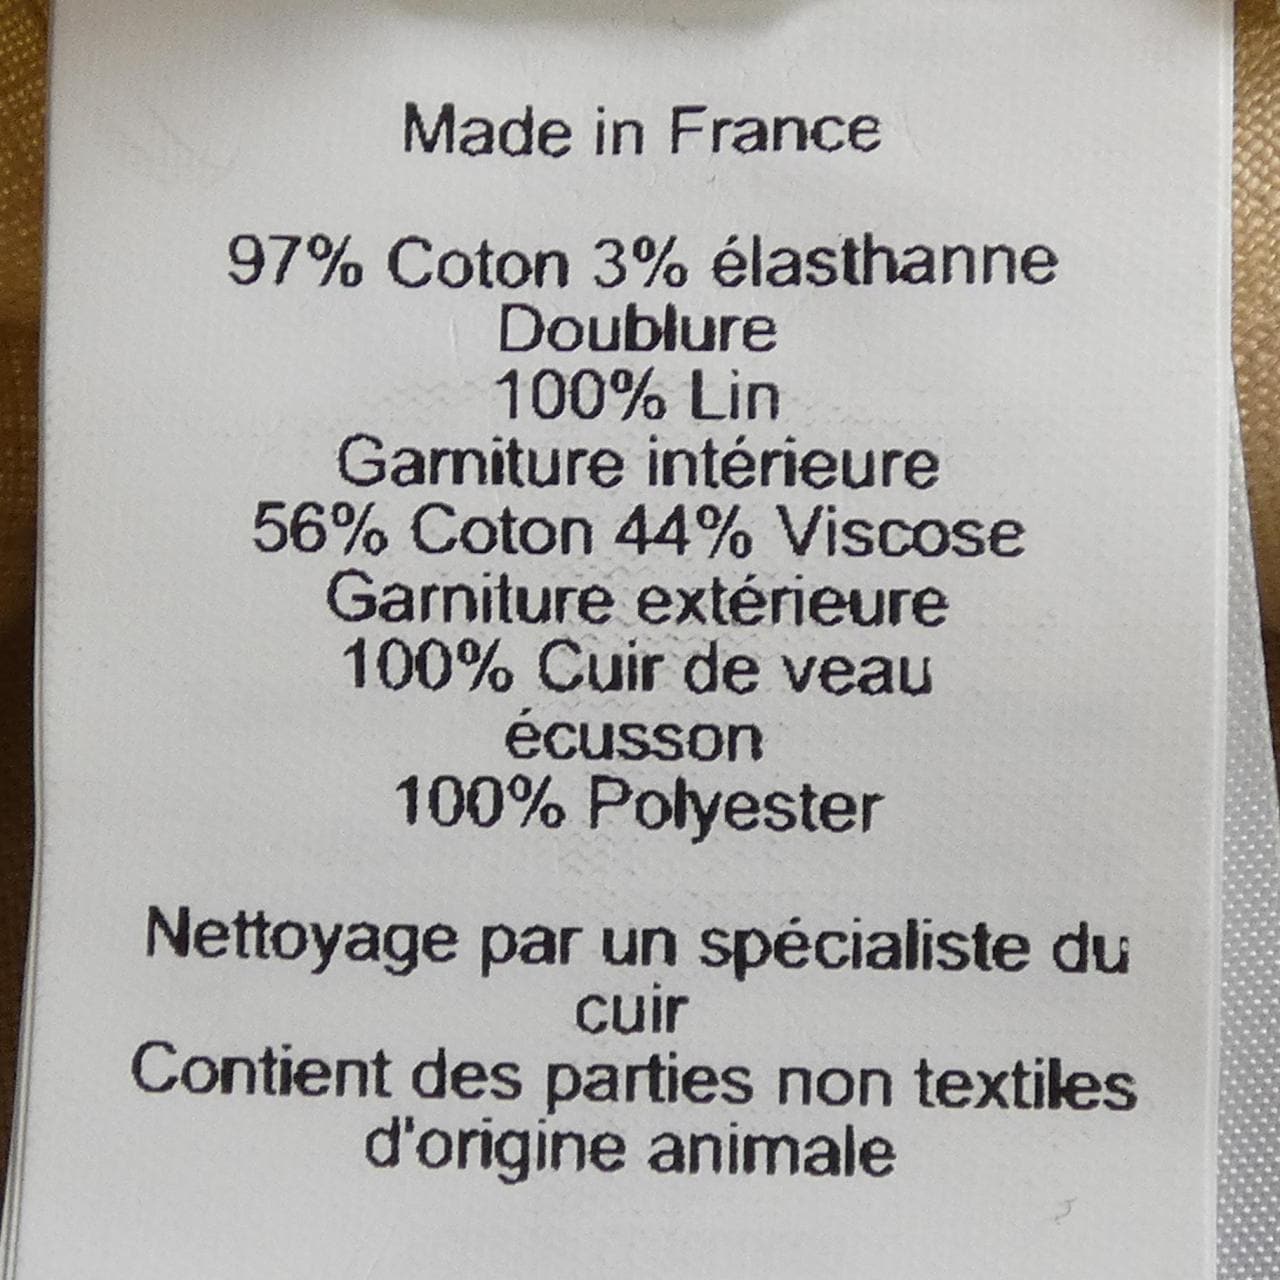 Made in France
97% Coton 3% élasthanne
Doublure
100% Lin
Garniture intérieure
56% Coton 44% Viscose
Garniture extérieure
100% Cuir de veau
écusson
100% Polyester
Nettoyage par un spécialiste du
cuir
Contient des parties non textiles
d'origine animale